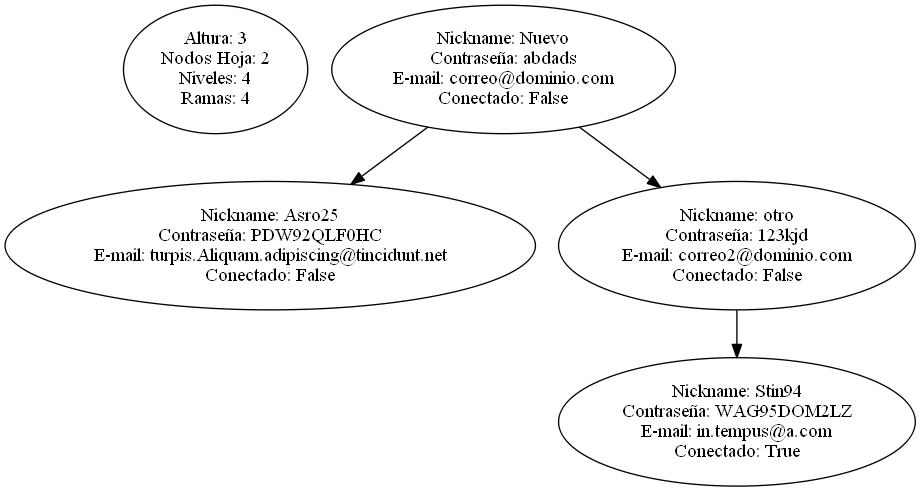 Altura: 3
Nodos Hoja: 2
Niveles: 4
Ramas: 4
Nickname: Nuevo
Contraseña: abdads
E-mail: correo@dominio.com
Conectado: False
Nickname: Asro25
Contraseña: PDW92QLF0HC
E-mail: turpis.Aliquam.adipiscing@tincidunt.net
Conectado: False
Nickname: otro
Contraseña: 123kjd
E-mail: correo2@dominio.com
Conectado: False
Nickname: Stin94
Contraseña: WAG95DOM2LZ
E-mail: in.tempus@a.com
Conectado: True